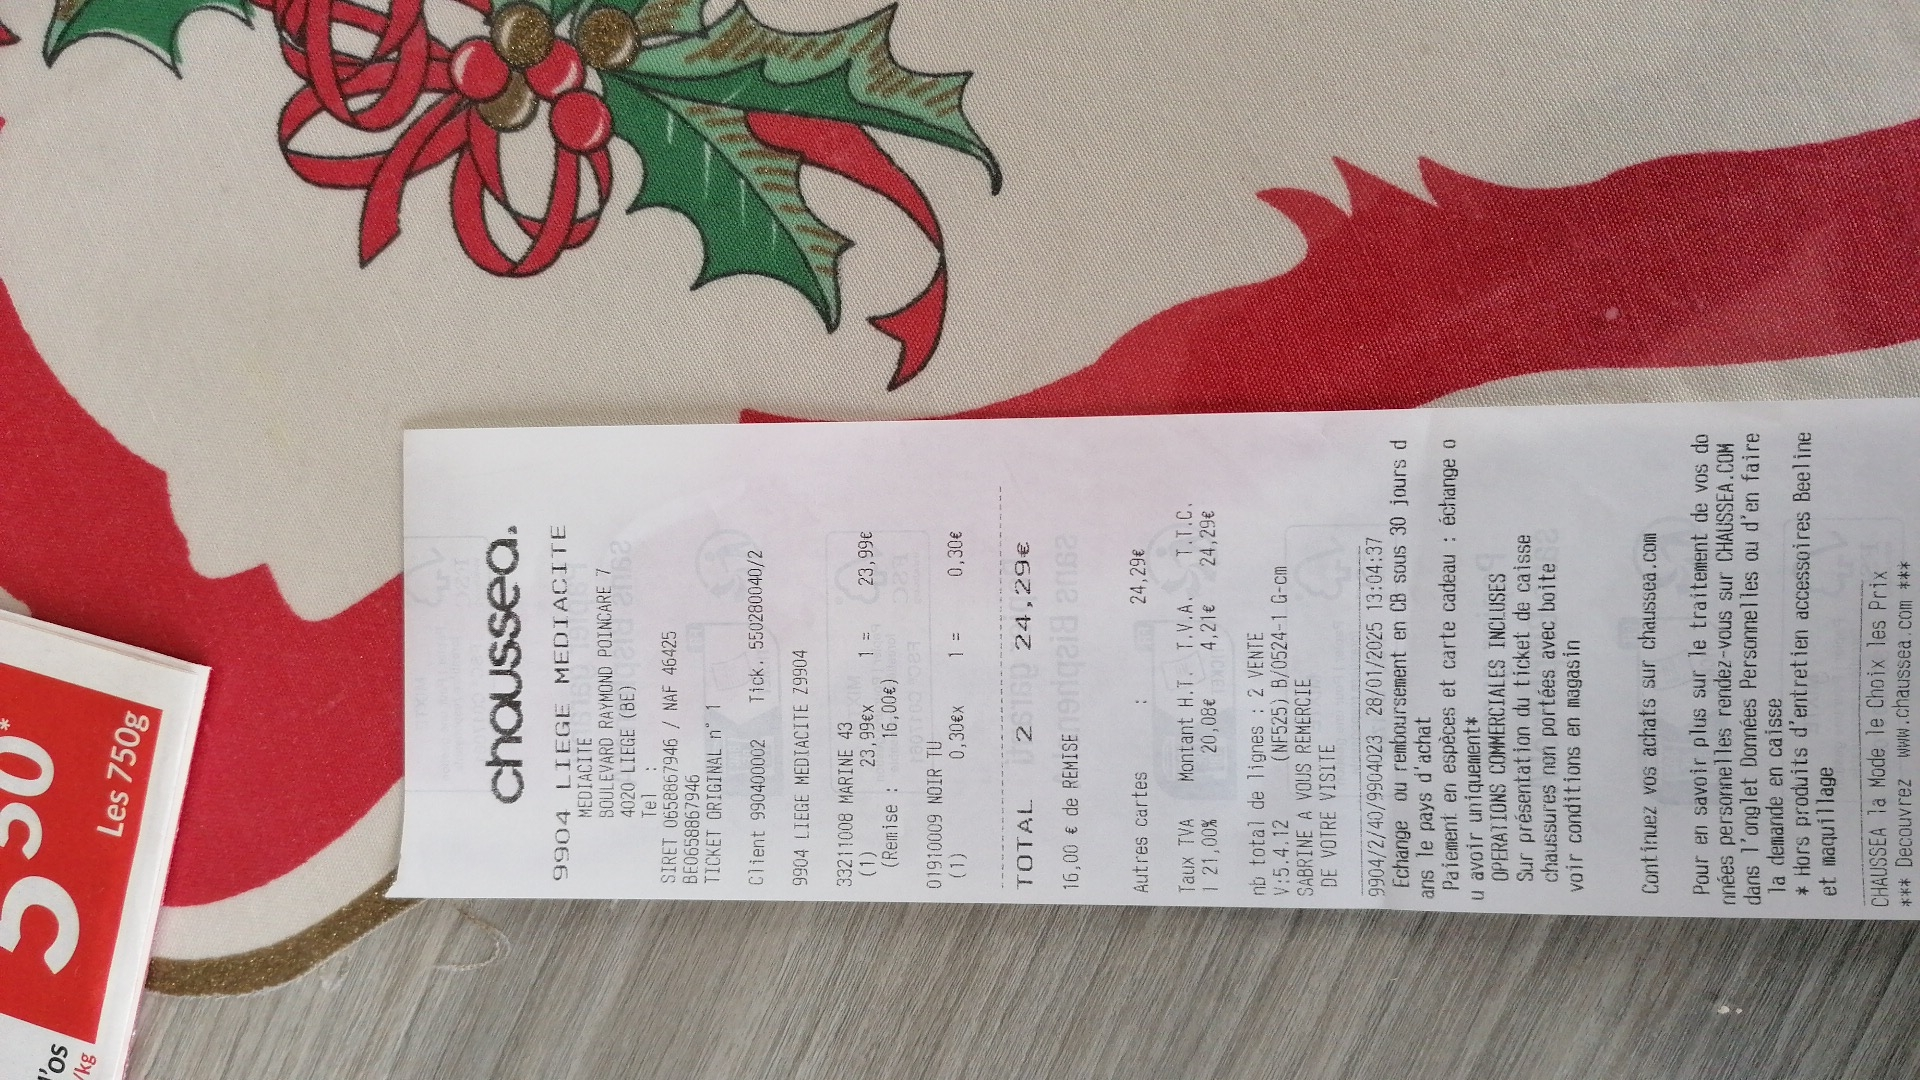 chaussea.
9904 LIEGE MEDIACITE
MEDIACITE
BOULEVARD RAYMOND POINCARE 7
4020 LIEGE (BE)
Tel :
SIRET 0658867946 / NAF 46425
BE0658867946
TICKET ORIGINAL n° 1
Client 990400002 Tick. 550280040/2
9904 LIEGE MEDIACITE Z9904
33211008 MARINE 43
(1) 23,99€x 1 = 23,99€
(Remise : 16,00€)
01910009 NOIR TU
(1) 0,30€x 1 = 0,30€
TOTAL 2 24,29€
16,00 € de REMISE
Autres cartes : 24,29€
Taux TVA Montant H.T. T.V.A. T.T.C.
1 21,00% 20,08€ 4,21€ 24,29€
nb total de lignes : 2 VENTE
V:5.4.12 (NF525) B/0524-1 G-cm
SABRINE A VOUS REMERCIE
DE VOTRE VISITE
9904/2/40/9904023 28/01/2025 13:04:37
Echange ou remboursement en CB sous 30 jours d
ans le pays d'achat
Paiement en espèces et carte cadeau : échange o
u avoir uniquement*
OPERATIONS COMMERCIALES INCLUSES
Sur présentation du ticket de caisse
chaussures non portées avec boite :
voir conditions en magasin
Continuez vos achats sur chaussea.com
Pour en savoir plus sur le traitement de vos do
nnées personnelles rendez-vous sur CHAUSSEA.COM
dans l'onglet Données Personnelles ou d'en faire
la demande en caisse
* Hors produits d'entretien accessoires Beeline
et maquillage
CHAUSSEA la Mode le Choix les Prix
*** Decouvrez www.chaussea.com ***
5 30*
Les 750g
l'os
/kg